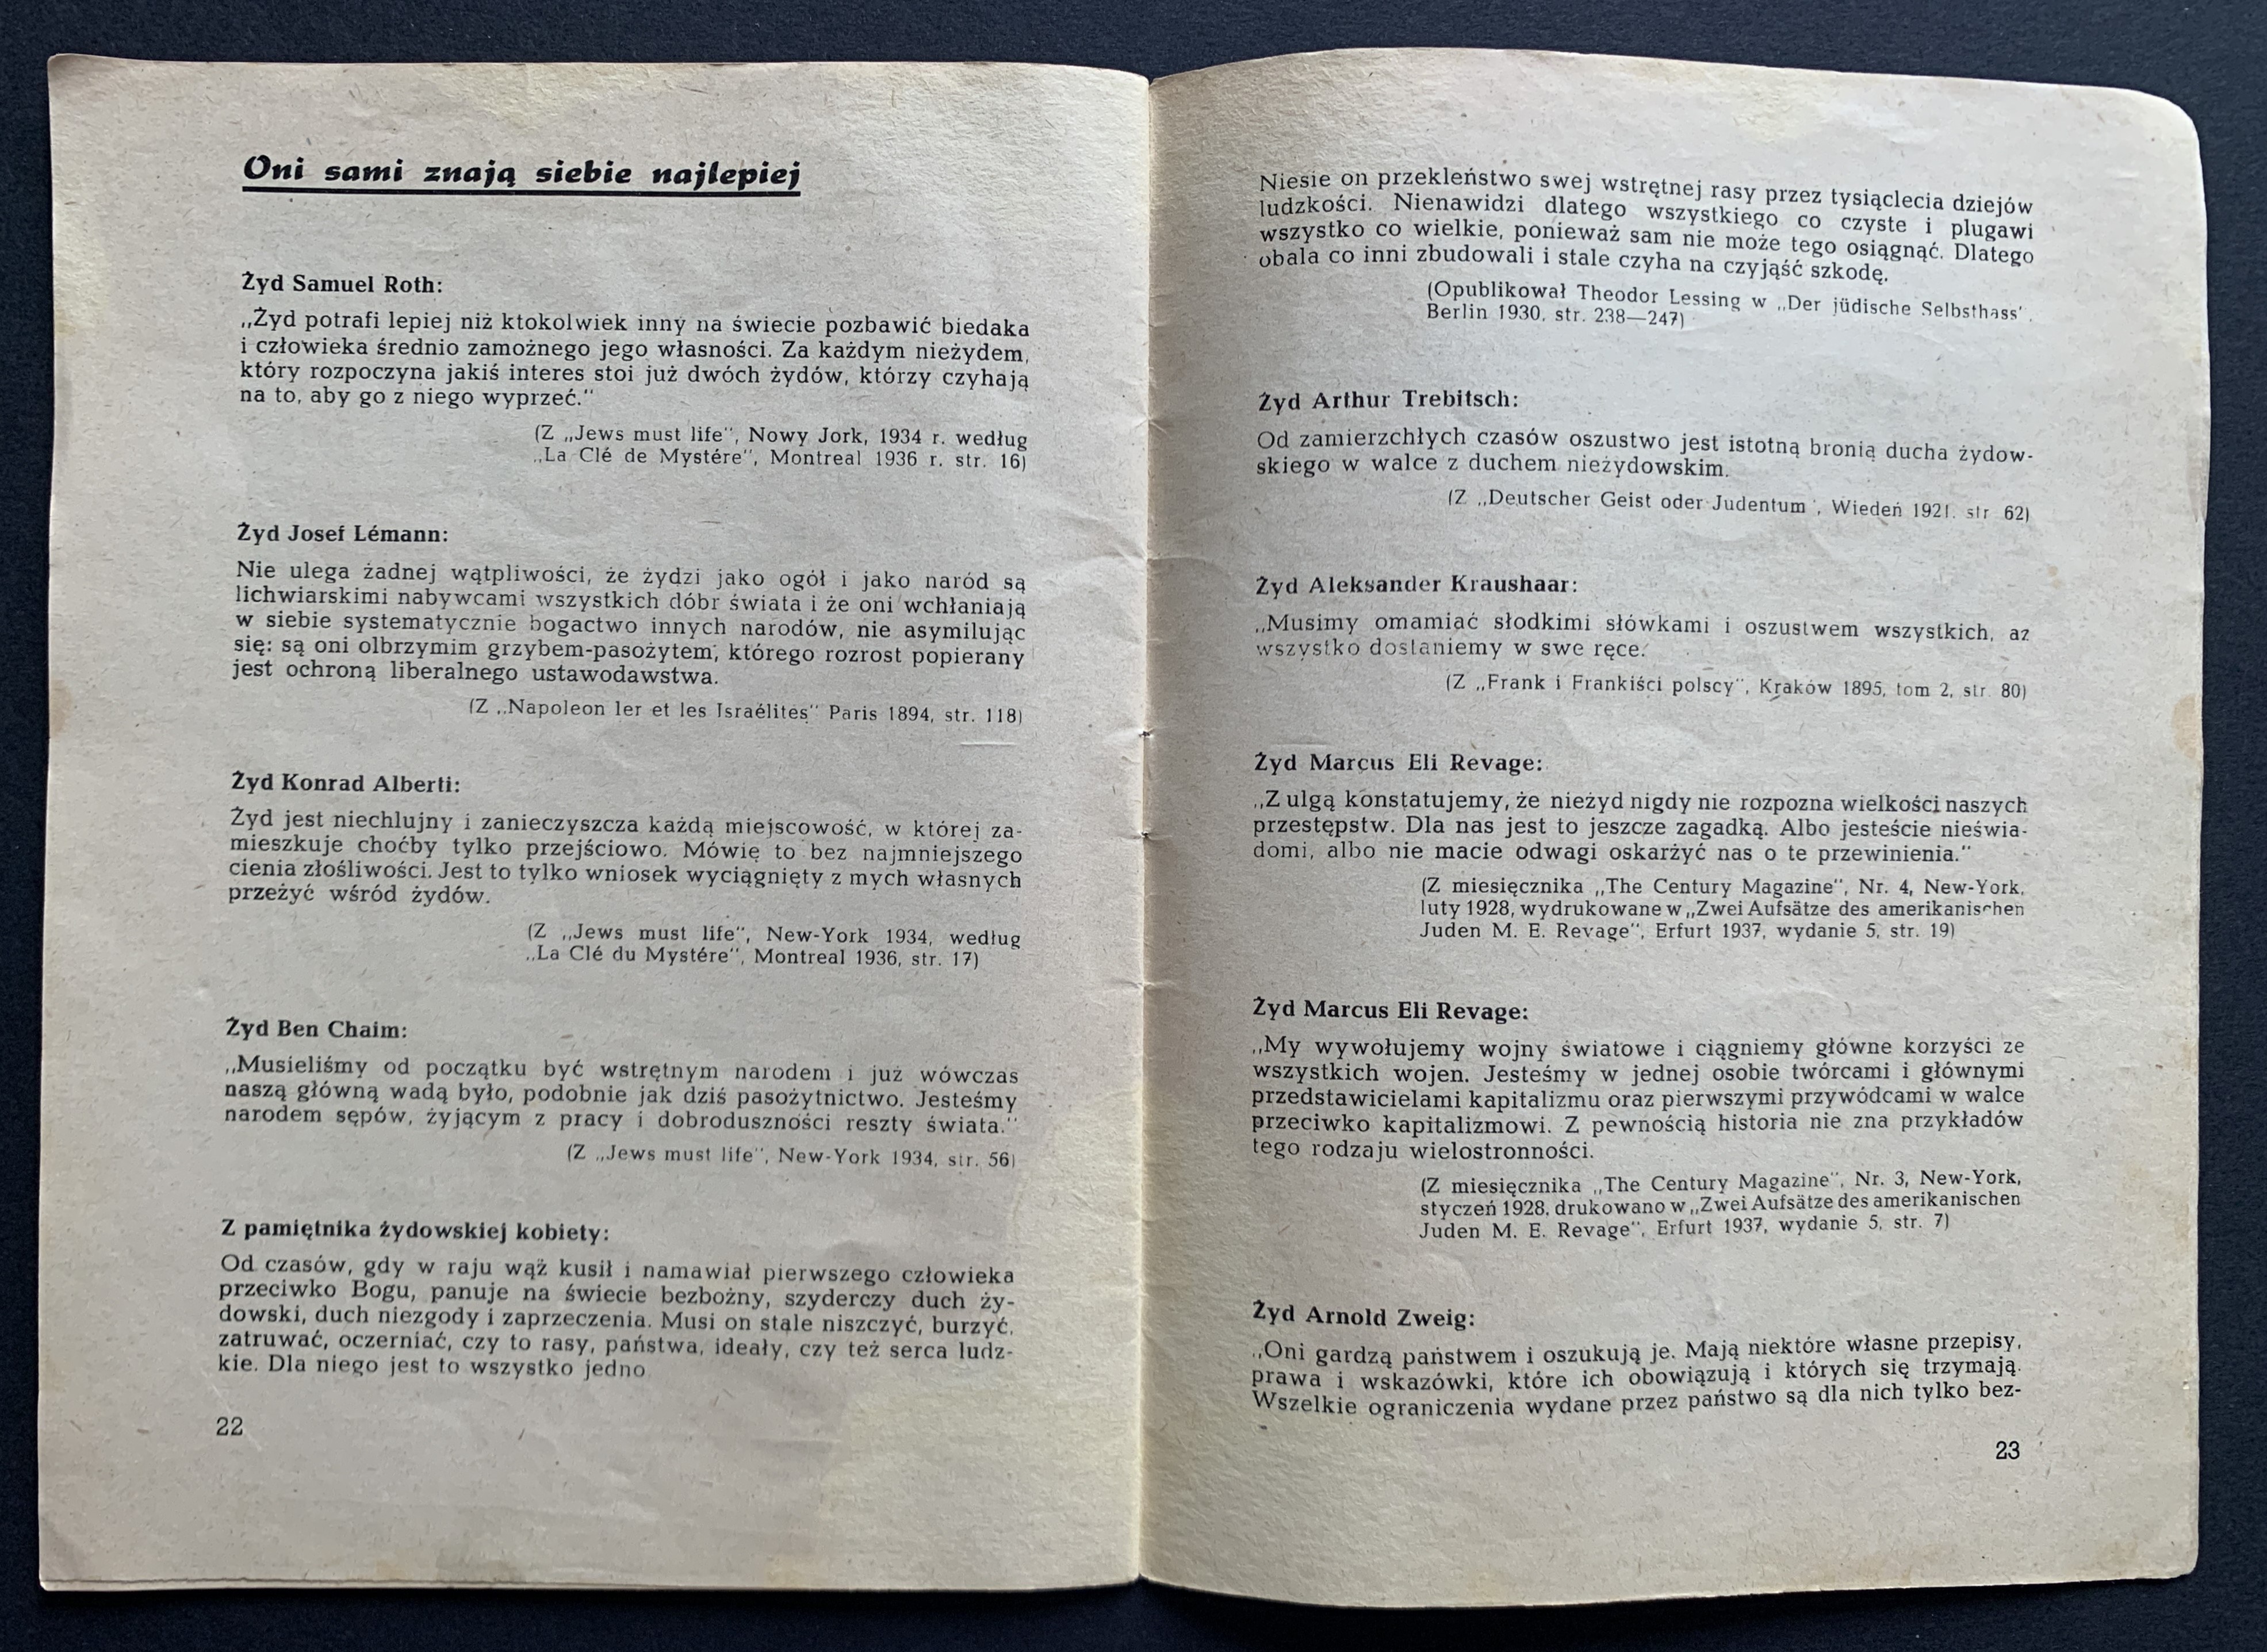 Oni sami znają siebie najlepiej
Żyd Samuel Roth:
„Żyd potrafi lepiej niż ktokolwiek inny na świecie pozbawić biedaka
i człowieka średnio zamożnego jego własności. Za każdym nieżydem,
który rozpoczyna jakiś interes stoi już dwóch żydów, którzy czyhają
na to, aby go z niego wyprzeć."
(Z „Jews must life", Nowy Jork, 1934 r. według
„La Clé de Mystére", Montreal 1936 r. str. 16)
Żyd Josef Lémann:
Nie ulega żadnej wątpliwości, że żydzi jako ogół i jako naród są
lichwiarskimi nabywcami wszystkich dóbr świata i że oni wchłaniają
w siebie systematycznie bogactwo innych narodów, nie asymilując
się: są oni olbrzymim grzybem-pasożytem, którego rozrost popierany
jest ochroną liberalnego ustawodawstwa.
(Z „Napoleon Ier et les Israélites" Paris 1894, str. 118)
Żyd Konrad Alberti:
Żyd jest niechlujny i zanieczyszcza każdą miejscowość, w której za-
mieszkuje choćby tylko przejściowo. Mówię to bez najmniejszego
cienia złośliwości. Jest to tylko wniosek wyciągnięty z mych własnych
przeżyć wśród żydów.
(Z „Jews must life", New-York 1934, według
„La Clé du Mystére", Montreal 1936, str. 17)
Żyd Ben Chaim:
„Musieliśmy od początku być wstrętnym narodem i już wówczas
naszą główną wadą było, podobnie jak dziś pasożytnictwo. Jesteśmy
narodem sępów, żyjącym z pracy i dobroduszności reszty świata."
(Z „Jews must life", New-York 1934, str. 56)
Z pamiętnika żydowskiej kobiety:
Od czasów, gdy w raju wąż kusił i namawiał pierwszego człowieka
przeciwko Bogu, panuje na świecie bezbożny, szyderczy duch ży-
dowski, duch niezgody i zaprzeczenia. Musi on stale niszczyć, burzyć,
zatruwać, oczerniać, czy to rasy, państwa, ideały, czy też serca ludz-
kie. Dla niego jest to wszystko jedno
22
Niesie on przekleństwo swej wstrętnej rasy przez tysiąclecia dziejów
ludzkości. Nienawidzi dlatego wszystkiego co czyste i plugawi
wszystko co wielkie, ponieważ sam nie może tego osiągnąć. Dlatego
obala co inni zbudowali i stale czyha na czyjąść szkodę.
(Opublikował Theodor Lessing w „Der jüdische Selbsthass".
Berlin 1930, str. 238—247)
Żyd Arthur Trebitsch:
Od zamierzchłych czasów oszustwo jest istotną bronią ducha żydow-
skiego w walce z duchem nieżydowskim.
(Z „Deutscher Geist oder Judentum", Wiedeń 1921. str 62)
Żyd Aleksander Kraushaar:
„Musimy omamiać słodkimi słówkami i oszustwem wszystkich, aż
wszystko dostaniemy w swe ręce."
(Z „Frank i Frankiści polscy", Kraków 1895, tom 2, str. 80)
Żyd Marcus Eli Revage:
„Z ulgą konstatujemy, że nieżyd nigdy nie rozpozna wielkości naszych
przestępstw. Dla nas jest to jeszcze zagadką. Albo jesteście nieświa-
domi, albo nie macie odwagi oskarżyć nas o te przewinienia."
(Z miesięcznika „The Century Magazine", Nr. 4, New-York,
luty 1928, wydrukowane w „Zwei Aufsätze des amerikanischen
Juden M. E. Revage", Erfurt 1937, wydanie 5, str. 19)
Żyd Marcus Eli Revage:
„My wywołujemy wojny światowe i ciągniemy główne korzyści ze
wszystkich wojen. Jesteśmy w jednej osobie twórcami i głównymi
przedstawicielami kapitalizmu oraz pierwszymi przywódcami w walce
przeciwko kapitalizmowi. Z pewnością historia nie zna przykładów
tego rodzaju wielostronności.
(Z miesięcznika „The Century Magazine", Nr. 3, New-York,
styczeń 1928, drukowano w „Zwei Aufsätze des amerikanischen
Juden M. E. Revage", Erfurt 1937, wydanie 5, str. 7)
Żyd Arnold Zweig:
„Oni gardzą państwem i oszukują je. Mają niektóre własne przepisy,
prawa i wskazówki, które ich obowiązują i których się trzymają.
Wszelkie ograniczenia wydane przez państwo są dla nich tylko bez-
23